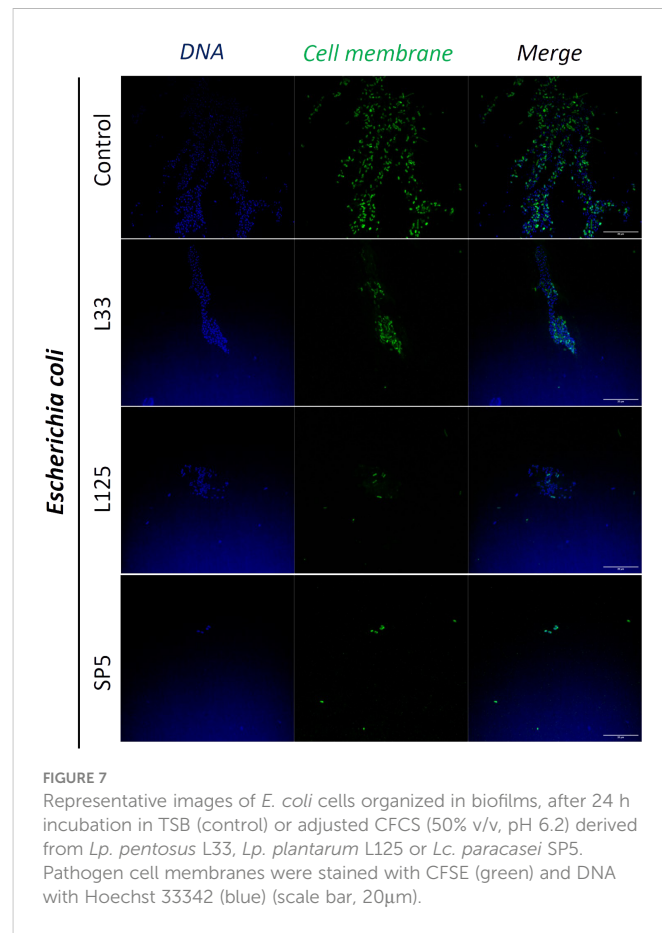 DNA
Cell membrane
Merge
Escherichia coli
Control
L33
L125
SP5
FIGURE 7
Representative images of E. coli cells organized in biofilms, after 24 h
incubation in TSB (control) or adjusted CFCS (50% v/v, pH 6.2) derived
from Lp. pentosus L33, Lp. plantarum L125 or Lc. paracasei SP5.
Pathogen cell membranes were stained with CFSE (green) and DNA
with Hoechst 33342 (blue) (scale bar, 20μm).